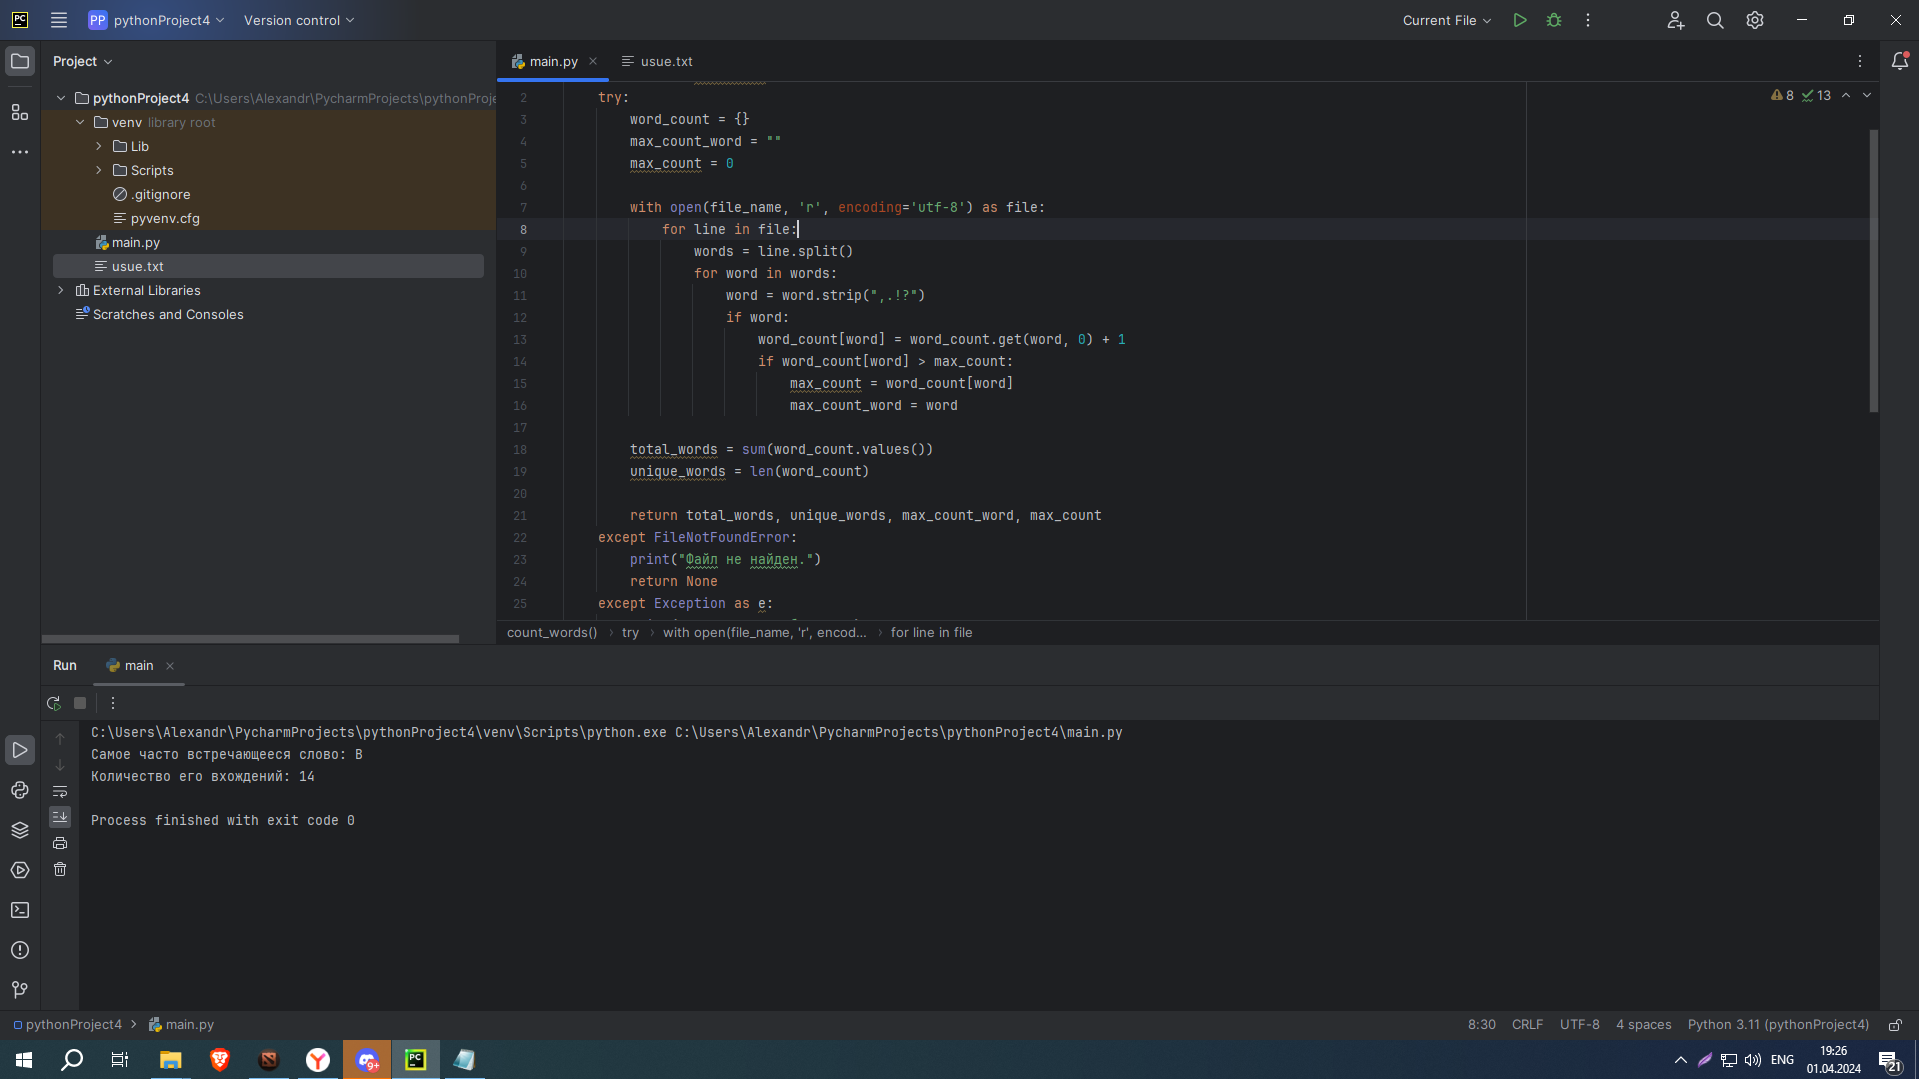 PC
PP pythonProject4 Version control Current File
Project main.py usue.txt
pythonProject4 C:\Users\Alexandr\PycharmProjects\pythonProje
venv library root
Lib
Scripts
.gitignore
pyvenv.cfg
main.py
usue.txt
External Libraries
Scratches and Consoles
8 13
2 try:
3 word_count = {}
4 max_count_word = ""
5 max_count = 0
6
7 with open(file_name, 'r', encoding='utf-8') as file:
8 for line in file:
9 words = line.split()
10 for word in words:
11 word = word.strip(",.!?")
12 if word:
13 word_count[word] = word_count.get(word, 0) + 1
14 if word_count[word] > max_count:
15 max_count = word_count[word]
16 max_count_word = word
17
18 total_words = sum(word_count.values())
19 unique_words = len(word_count)
20
21 return total_words, unique_words, max_count_word, max_count
22 except FileNotFoundError:
23 print("Файл не найден.")
24 return None
25 except Exception as e:
count_words() try with open(file_name, 'r', encod... for line in file
Run main
C:\Users\Alexandr\PycharmProjects\pythonProject4\venv\Scripts\python.exe C:\Users\Alexandr\PycharmProjects\pythonProject4\main.py
Самое часто встречающееся слово: В
Количество его вхождений: 14
Process finished with exit code 0
pythonProject4 main.py 8:30 CRLF UTF-8 4 spaces Python 3.11 (pythonProject4)
9+ PC ENG 19:26
01.04.2024 21